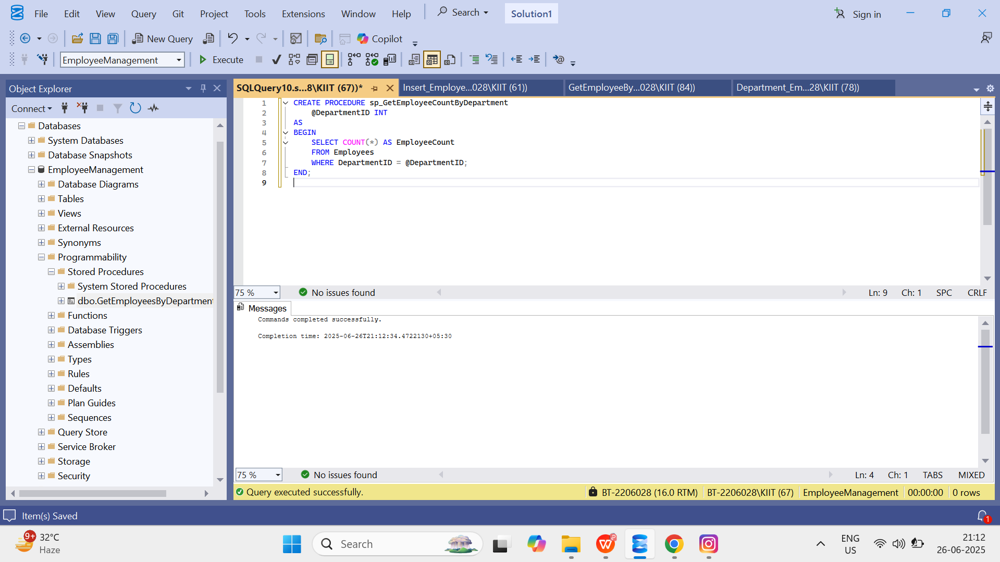 File Edit View Query Git Project Tools Extensions Window Help Search Solution1 Sign in
New Query Copilot
EmployeeManagement Execute
Object Explorer
Connect
Databases
System Databases
Database Snapshots
EmployeeManagement
Database Diagrams
Tables
Views
External Resources
Synonyms
Programmability
Stored Procedures
System Stored Procedures
dbo.GetEmployeesByDepartment
Functions
Database Triggers
Assemblies
Types
Rules
Defaults
Plan Guides
Sequences
Query Store
Service Broker
Storage
Security
SQLQuery10.s...8\KIIT (67))* Insert_Employe...028\KIIT (61)) GetEmployeeBy...028\KIIT (84)) Department_Em...28\KIIT (78))
1 CREATE PROCEDURE sp_GetEmployeeCountByDepartment
2 @DepartmentID INT
3 AS
4 BEGIN
5 SELECT COUNT(*) AS EmployeeCount
6 FROM Employees
7 WHERE DepartmentID = @DepartmentID;
8 END;
9
75 % No issues found Ln: 9 Ch: 1 SPC CRLF
Messages
Commands completed successfully.
Completion time: 2025-06-26T21:12:34.4722130+05:30
75 % No issues found Ln: 4 Ch: 1 TABS MIXED
Query executed successfully. BT-2206028 (16.0 RTM) BT-2206028\KIIT (67) EmployeeManagement 00:00:00 0 rows
Item(s) Saved 1
9+ 32°C
Haze
Search
ENG
US
21:12
26-06-2025